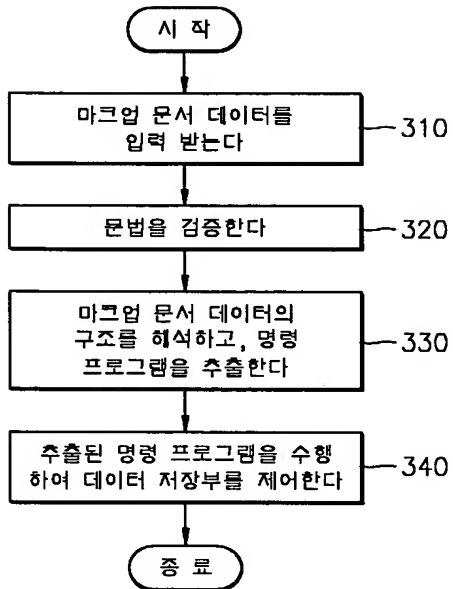 시 작
마크업 문서 데이터를
입력 받는다
310
문법을 검증한다
320
마크업 문서 데이터의
구조를 해석하고, 명령
프로그램을 추출한다
330
추출된 명령 프로그램을 수행
하여 데이터 저장부를 제어한다
340
종 료